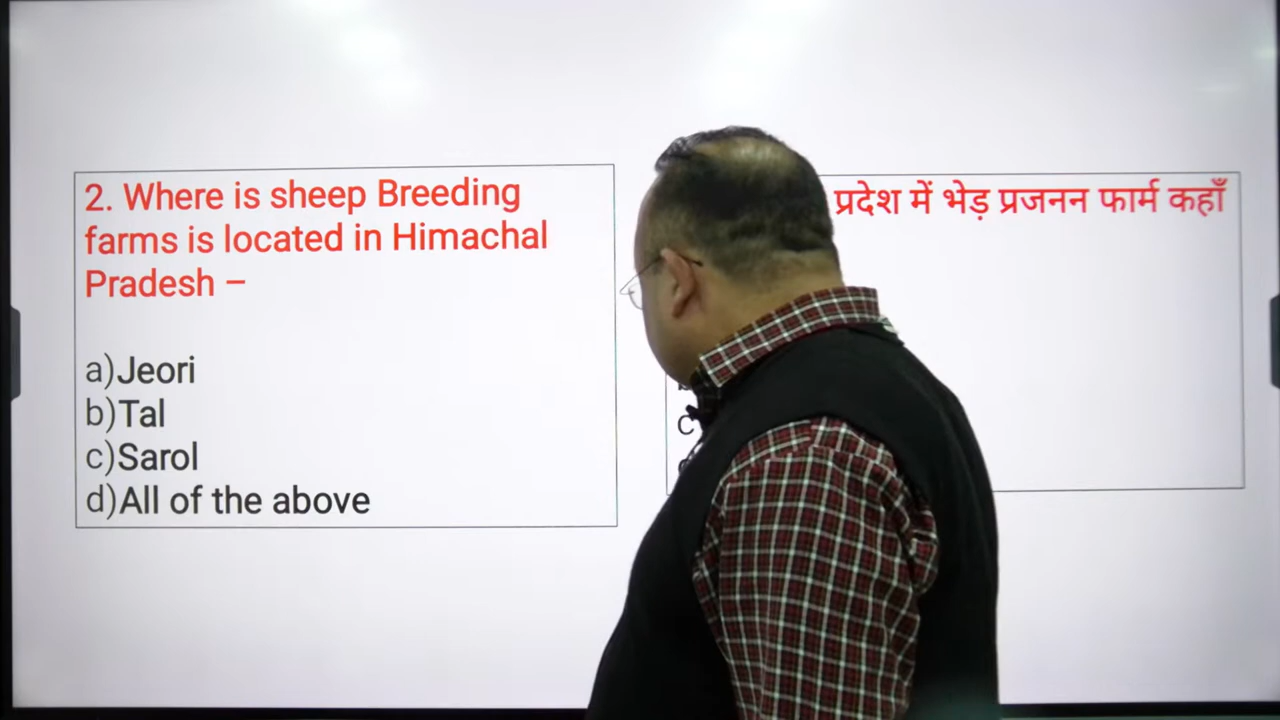 2. Where is sheep Breeding
farms is located in Himachal
Pradesh –
a)Jeori
b)Tal
c)Sarol
d)All of the above
प्रदेश में भेड़ प्रजनन फार्म कहाँ
c